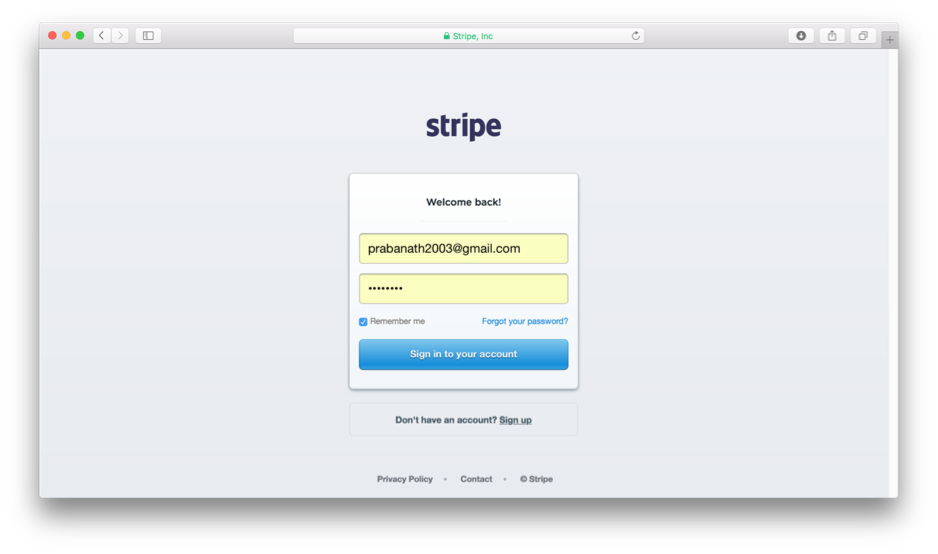 Stripe, Inc
stripe
Welcome back!
prabanath2003@gmail.com
••••••••
Remember me
Forgot your password?
Sign in to your account
Don't have an account? Sign up
Privacy Policy • Contact • © Stripe